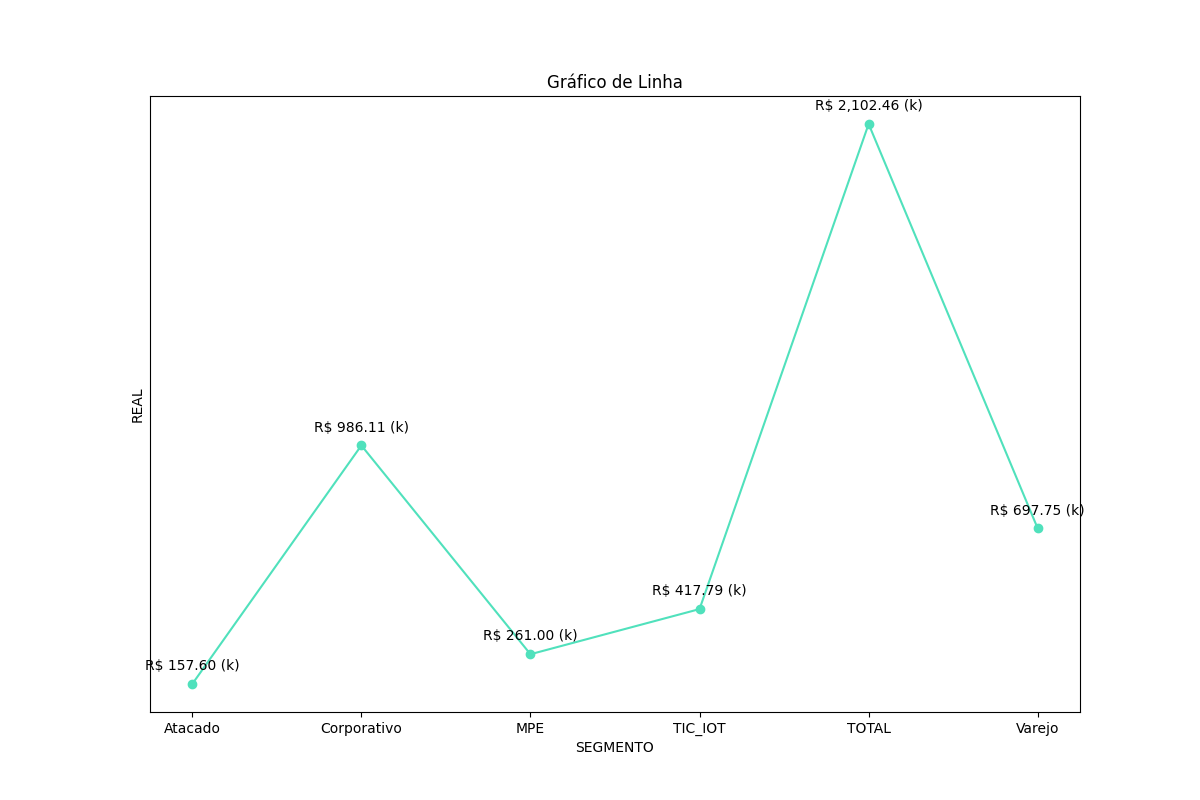 Gráfico de Linha
R$ 2,102.46 (k)
R$ 986.11 (k)
R$ 697.75 (k)
R$ 417.79 (k)
R$ 261.00 (k)
R$ 157.60 (k)
REAL
Atacado Corporativo MPE TIC_IOT TOTAL Varejo
SEGMENTO